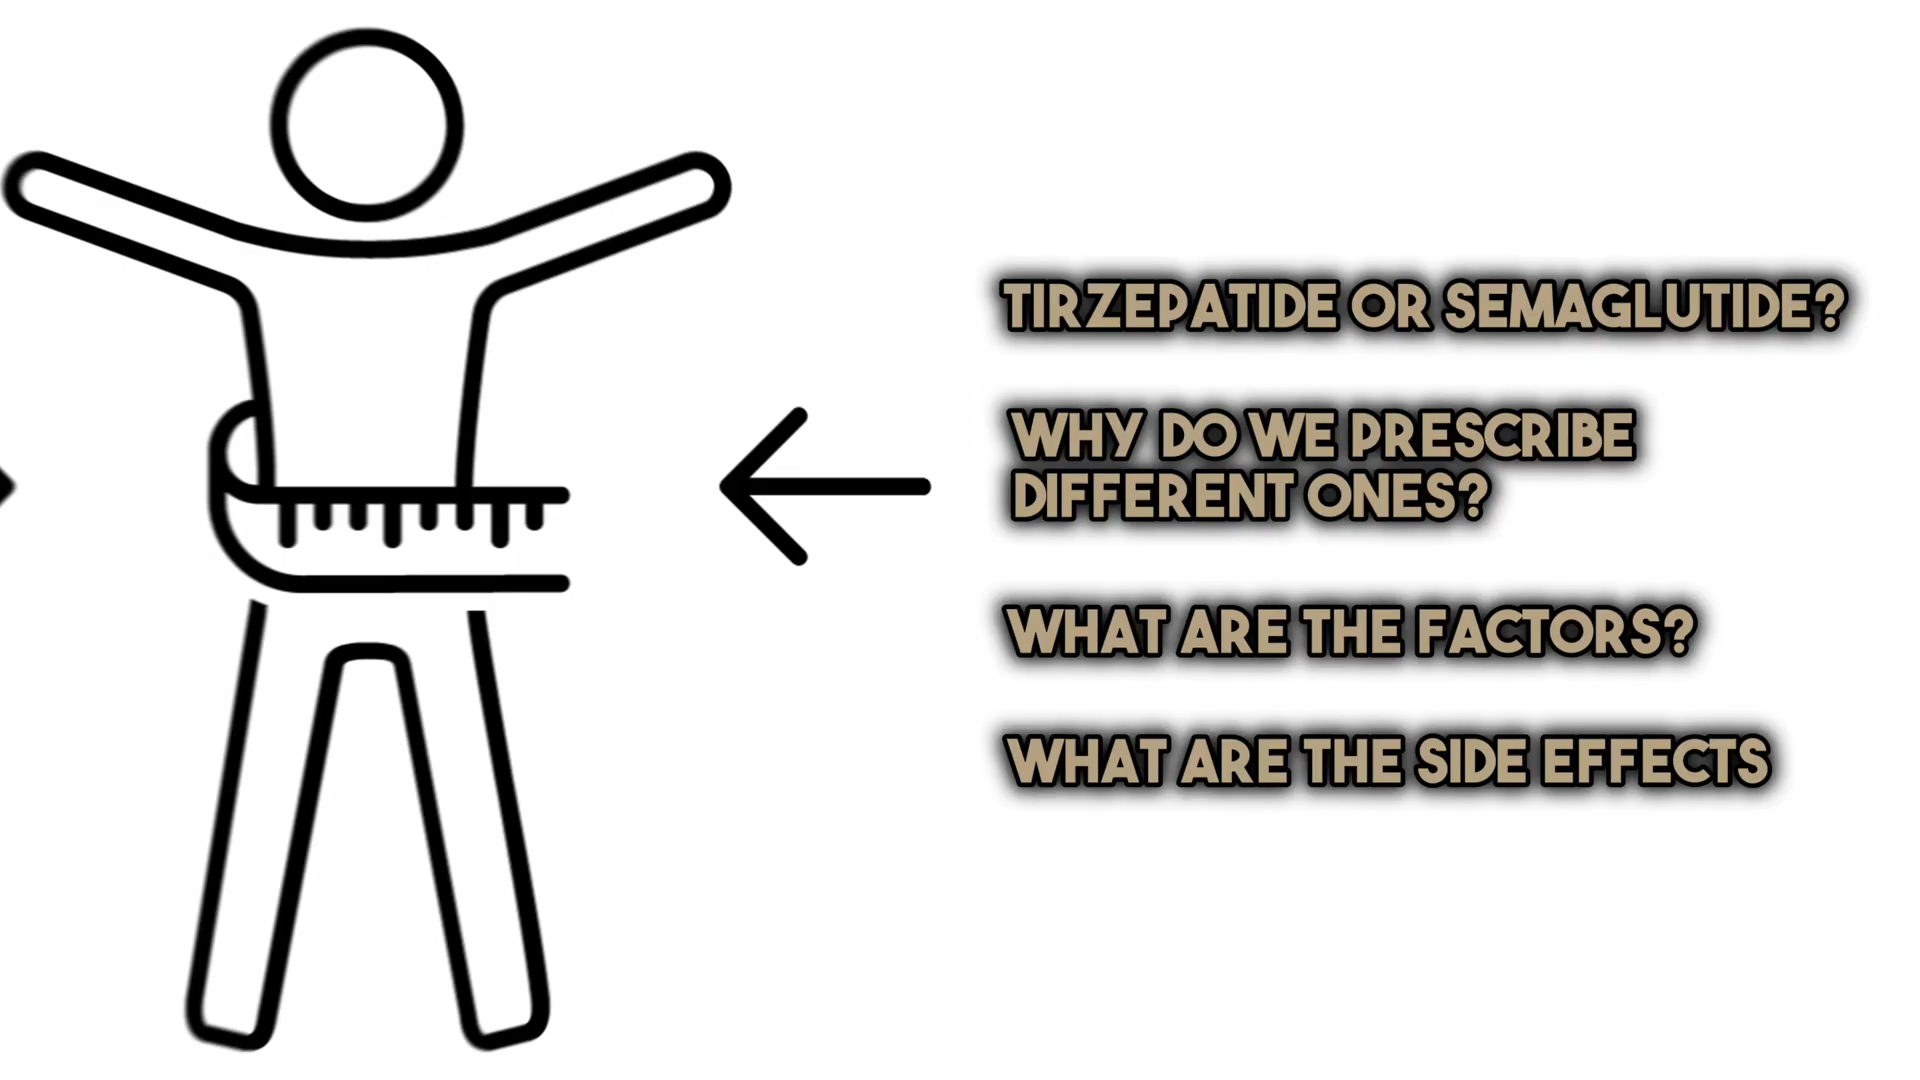 TIRZEPATIDE OR SEMAGLUTIDE?
WHY DO WE PRESCRIBE
DIFFERENT ONES?
WHAT ARE THE FACTORS?
WHAT ARE THE SIDE EFFECTS